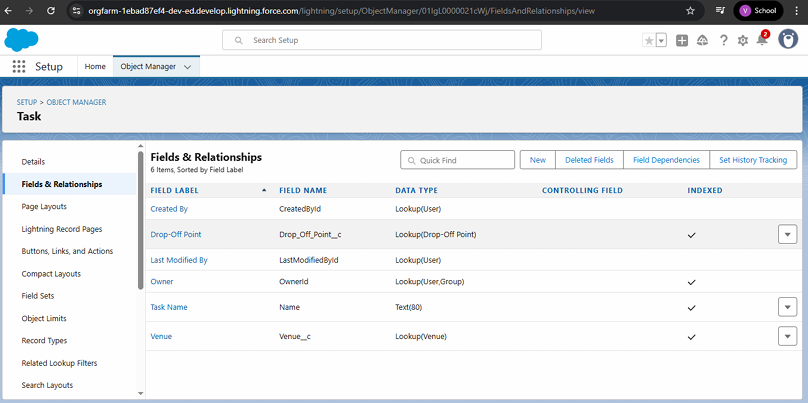 orgfarm-1ebad87ef4-dev-ed.develop.lightning.force.com/lightning/setup/ObjectManager/01IgL0000021cWj/FieldsAndRelationships/view
V School
Search Setup
2
Setup Home Object Manager
SETUP > OBJECT MANAGER
Task
Details
Fields & Relationships
Page Layouts
Lightning Record Pages
Buttons, Links, and Actions
Compact Layouts
Field Sets
Object Limits
Record Types
Related Lookup Filters
Search Layouts
Fields & Relationships
6 Items, Sorted by Field Label
Quick Find New Deleted Fields Field Dependencies Set History Tracking
FIELD LABEL FIELD NAME DATA TYPE CONTROLLING FIELD INDEXED
Created By CreatedById Lookup(User)
Drop-Off Point Drop_Off_Point__c Lookup(Drop-Off Point)
Last Modified By LastModifiedById Lookup(User)
Owner OwnerId Lookup(User,Group)
Task Name Name Text(80)
Venue Venue__c Lookup(Venue)